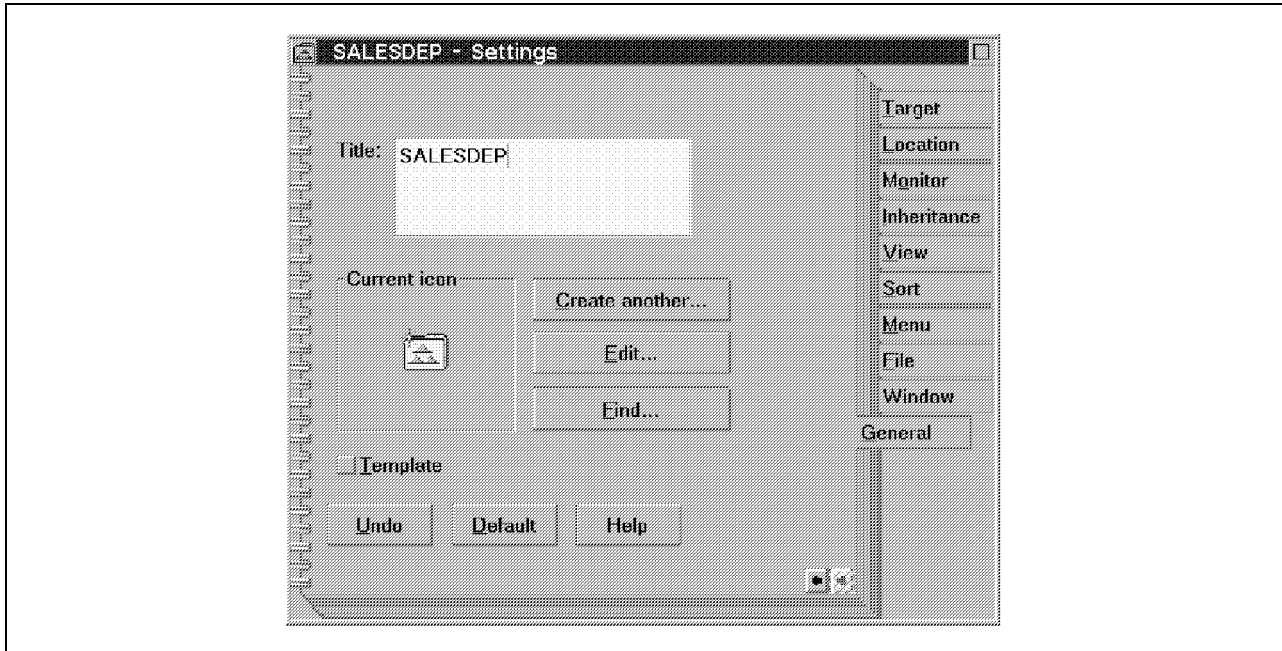 SALESDEP - Settings
Title: SALESDEP
Current icon
Create another...
Edit...
Find...
Template
Undo Default Help
Target
Location
Monitor
Inheritance
View
Sort
Menu
File
Window
General